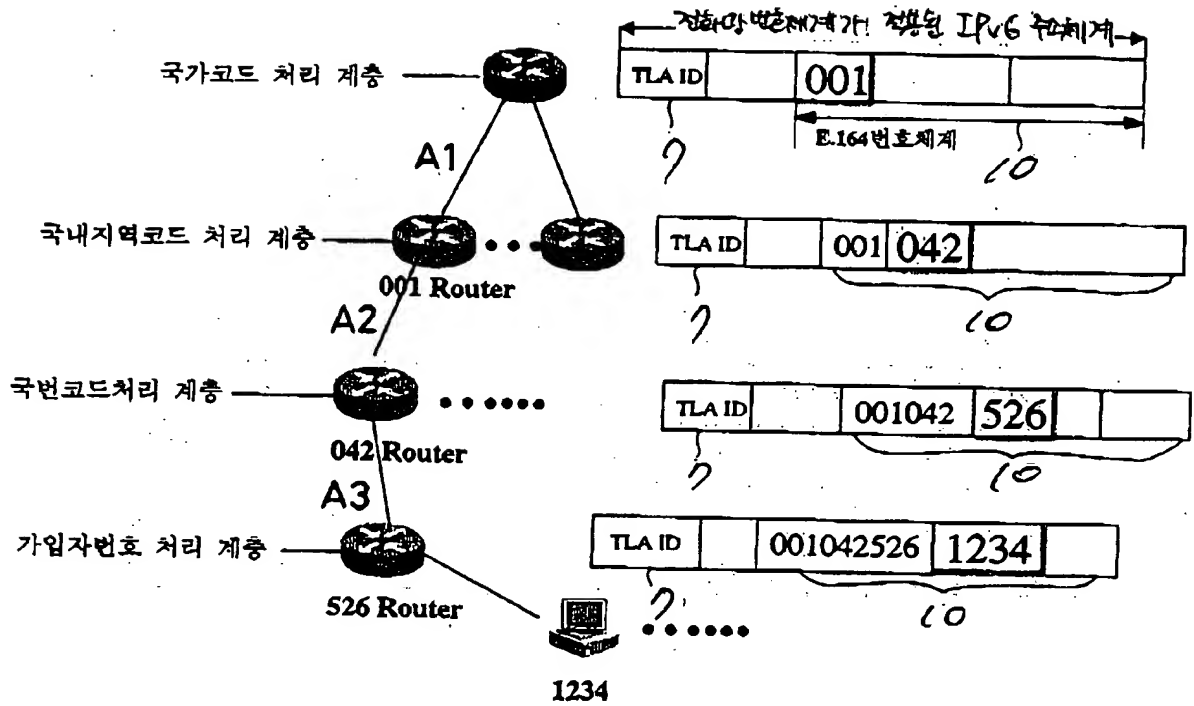 전화망 번호체계가 적용된 IPv6 주소체계
국가코드 처리 계층
TLA ID 001
E.164번호체계
7 10
A1
국내지역코드 처리 계층
TLA ID 001 042
001 Router
7 10
A2
국번코드처리 계층
TLA ID 001042 526
042 Router
7 10
A3
가입자번호 처리 계층
TLA ID 001042526 1234
526 Router
7 10
1234